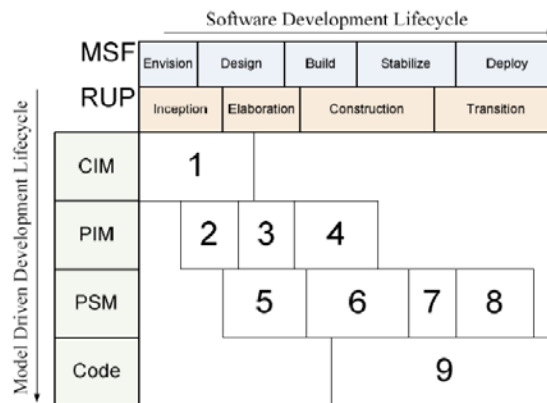 Software Development Lifecycle
MSF Envision Design Build Stabilize Deploy
RUP Inception Elaboration Construction Transition
Model Driven Development Lifecycle
CIM 1
PIM 2 3 4
PSM 5 6 7 8
Code 9